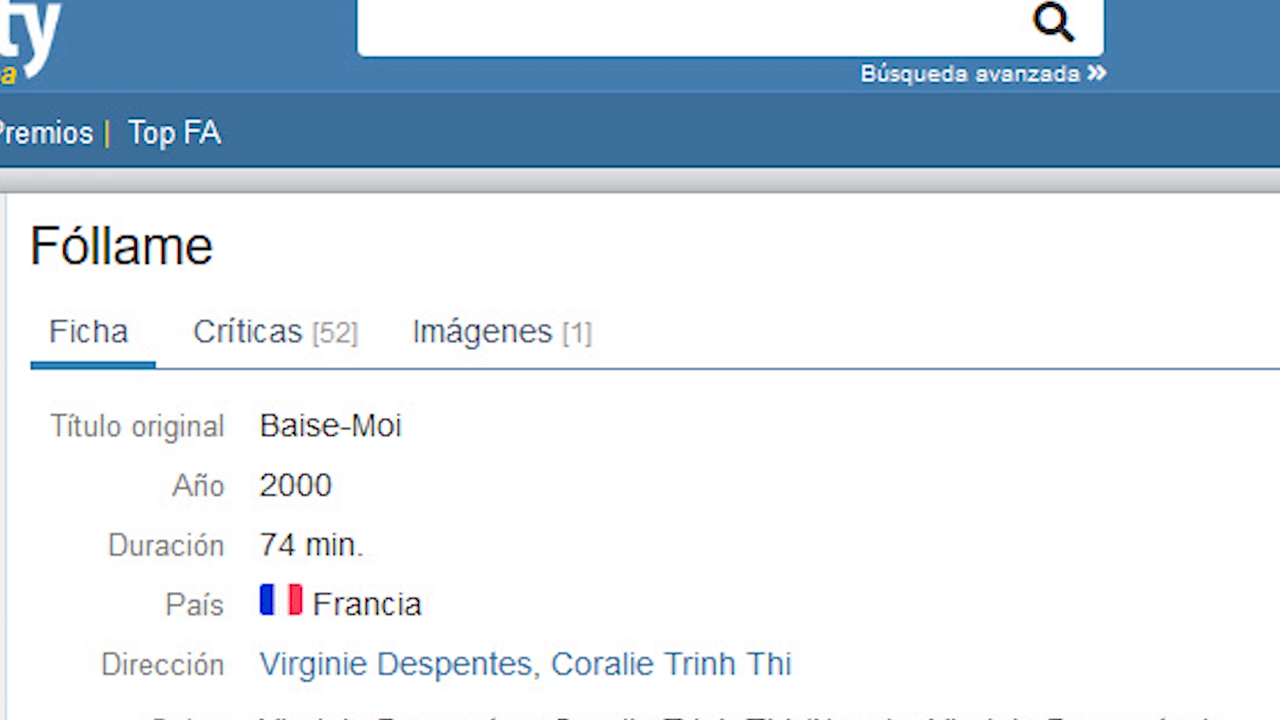 ty
a
Búsqueda avanzada »
Premios | Top FA
Fóllame
Ficha Críticas [52] Imágenes [1]
Título original Baise-Moi
Año 2000
Duración 74 min.
País Francia
Dirección Virginie Despentes, Coralie Trinh Thi